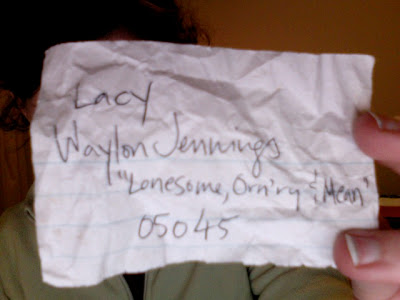 Lacy
Waylon Jennings
"Lonesome, Orn'ry & Mean"
05045